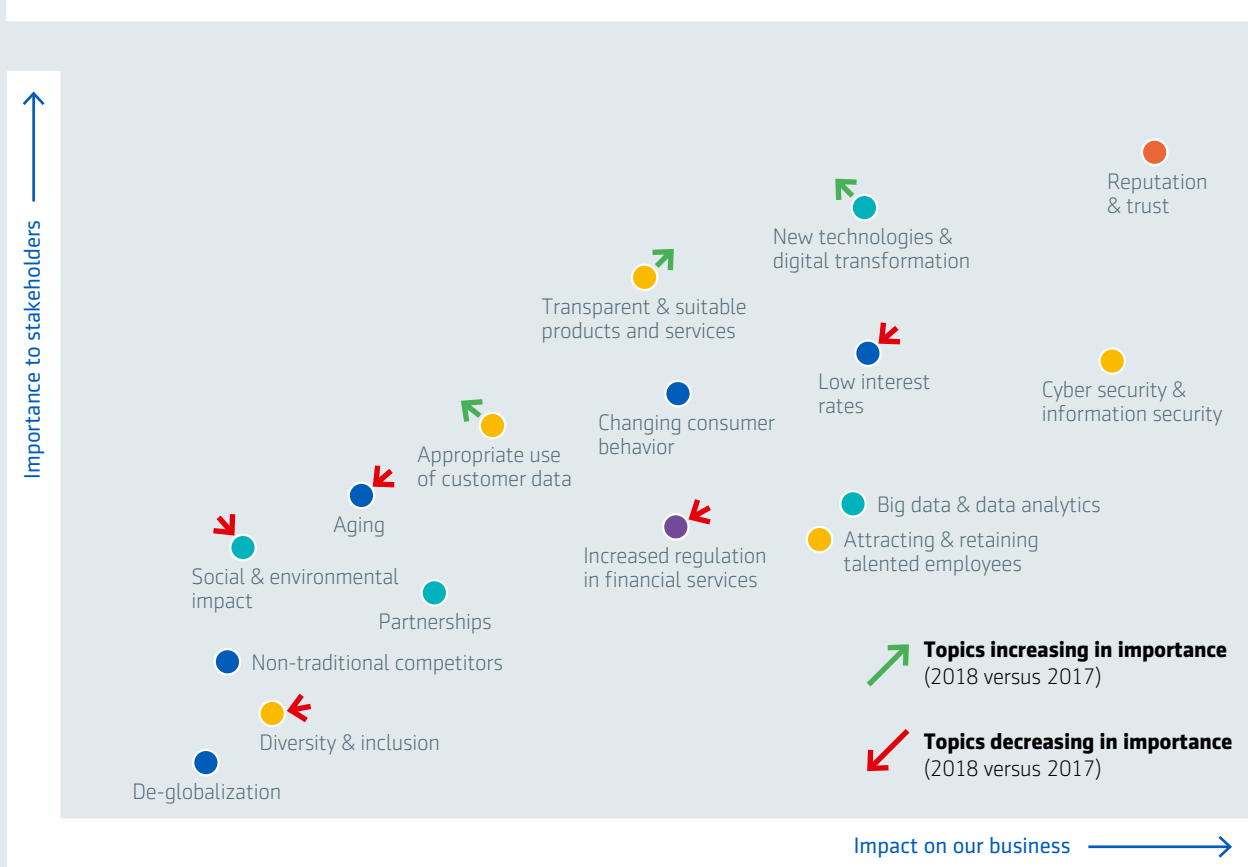 Importance to stakeholders
Reputation
& trust
New technologies &
digital transformation
Transparent & suitable
products and services
Low interest
rates
Cyber security &
information security
Changing consumer
behavior
Appropriate use
of customer data
Aging
Big data & data analytics
Increased regulation
in financial services
Attracting & retaining
talented employees
Social & environmental
impact
Partnerships
Non-traditional competitors
Diversity & inclusion
De-globalization
Topics increasing in importance
(2018 versus 2017)
Topics decreasing in importance
(2018 versus 2017)
Impact on our business